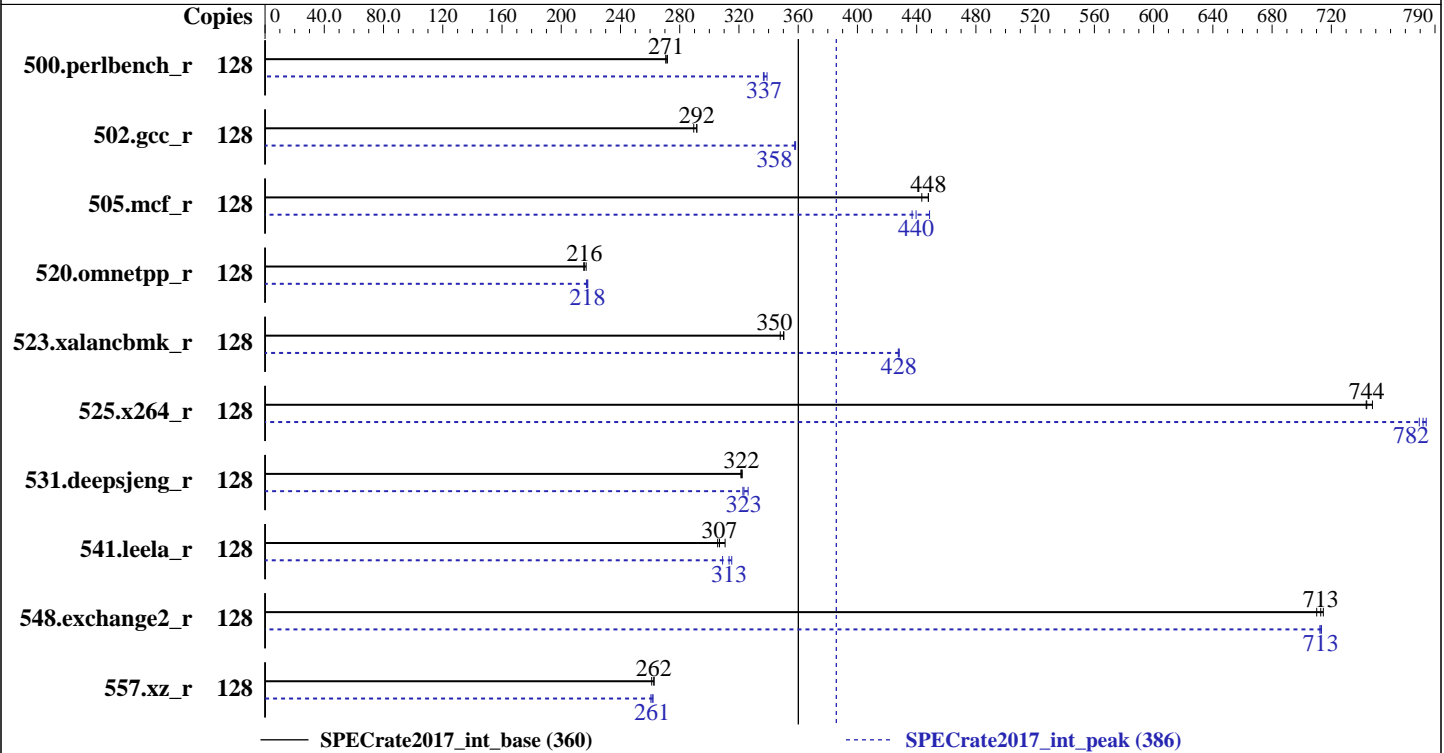 Copies 0 40.0 80.0 120 160 200 240 280 320 360 400 440 480 520 560 600 640 680 720 790
271
500.perlbench_r 128
337
292
502.gcc_r 128
358
448
505.mcf_r 128
440
216
520.omnetpp_r 128
218
350
523.xalancbmk_r 128
428
744
525.x264_r 128
782
322
531.deepsjeng_r 128
323
307
541.leela_r 128
313
713
548.exchange2_r 128
713
262
557.xz_r 128
261
SPECrate2017_int_base (360) SPECrate2017_int_peak (386)